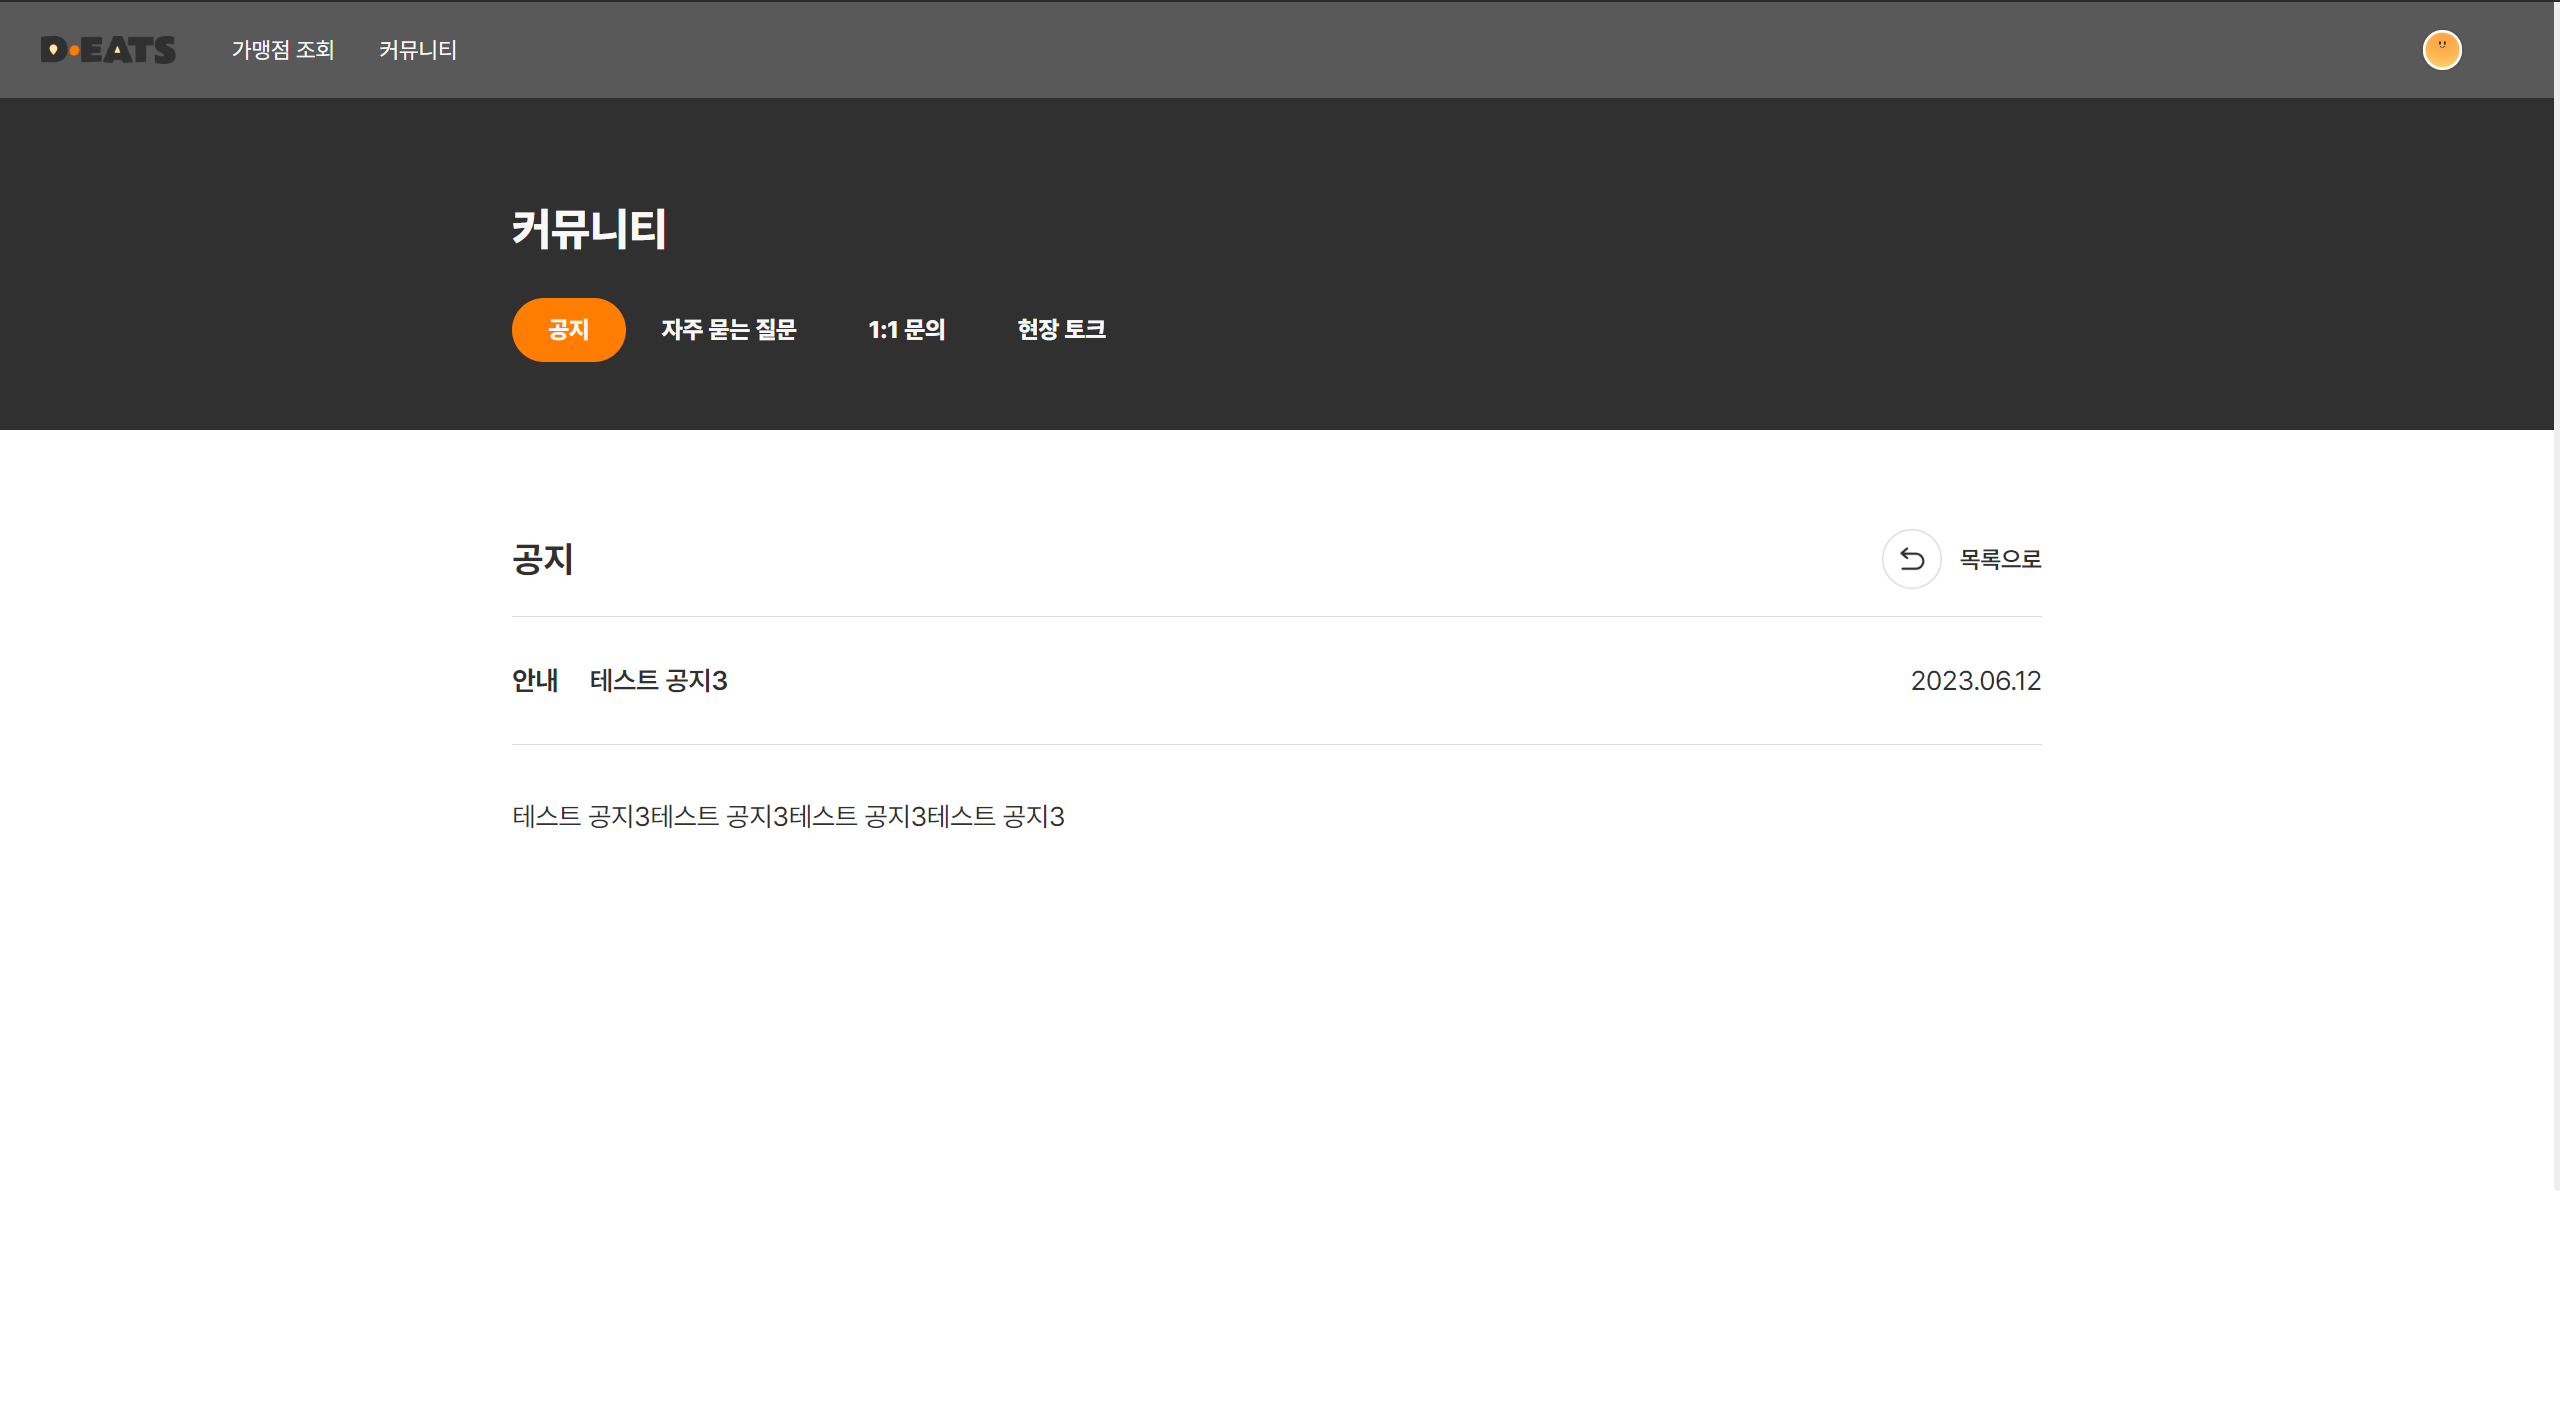 D·EATS 가맹점 조회 커뮤니티
커뮤니티
공지 자주 묻는 질문 1:1 문의 현장 토크
공지 목록으로
안내 테스트 공지3 2023.06.12
테스트 공지3테스트 공지3테스트 공지3테스트 공지3